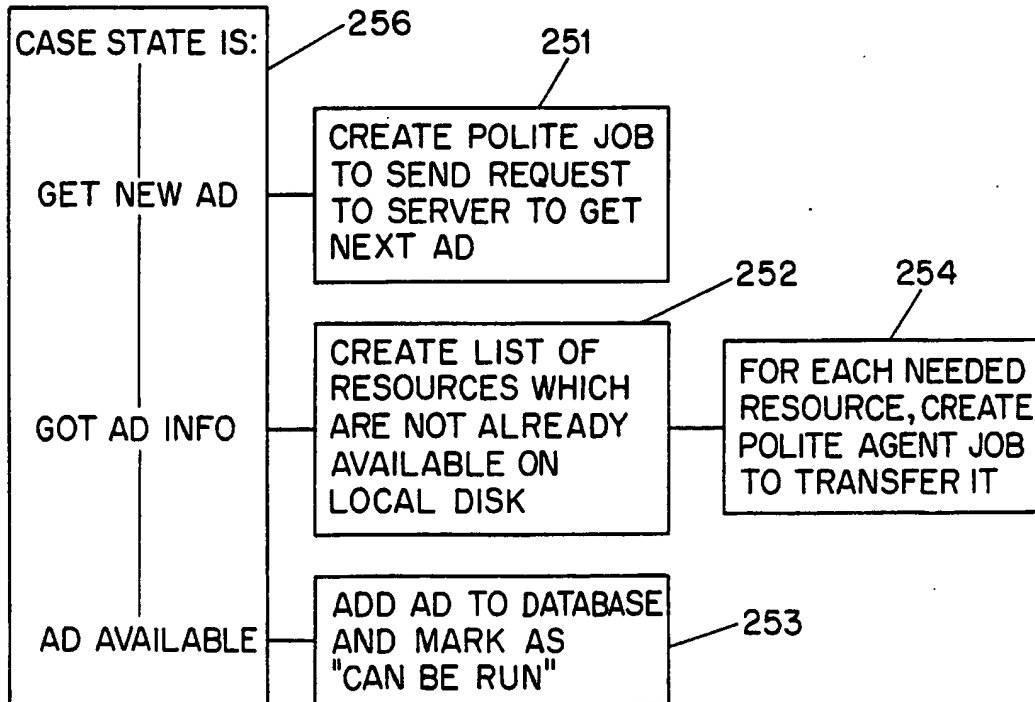 CASE STATE IS:
256
251
GET NEW AD
CREATE POLITE JOB
TO SEND REQUEST
TO SERVER TO GET
NEXT AD
252
254
GOT AD INFO
CREATE LIST OF
RESOURCES WHICH
ARE NOT ALREADY
AVAILABLE ON
LOCAL DISK
FOR EACH NEEDED
RESOURCE, CREATE
POLITE AGENT JOB
TO TRANSFER IT
AD AVAILABLE
ADD AD TO DATABASE
AND MARK AS
"CAN BE RUN"
253